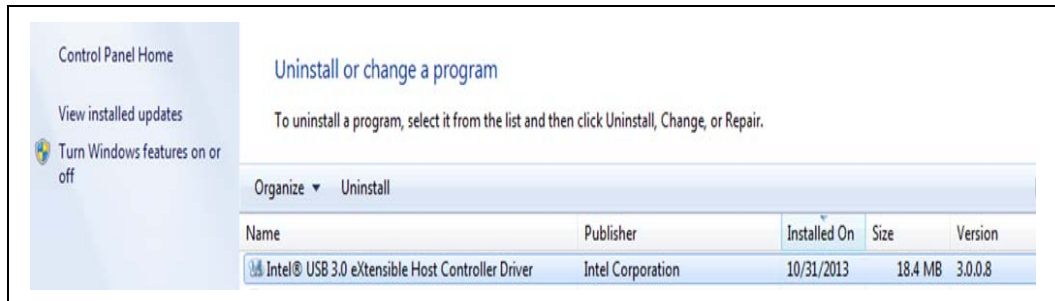 Control Panel Home
View installed updates
Turn Windows features on or
off
Uninstall or change a program
To uninstall a program, select it from the list and then click Uninstall, Change, or Repair.
Organize Uninstall
Name Publisher Installed On Size Version
Intel® USB 3.0 eXtensible Host Controller Driver Intel Corporation 10/31/2013 18.4 MB 3.0.0.8